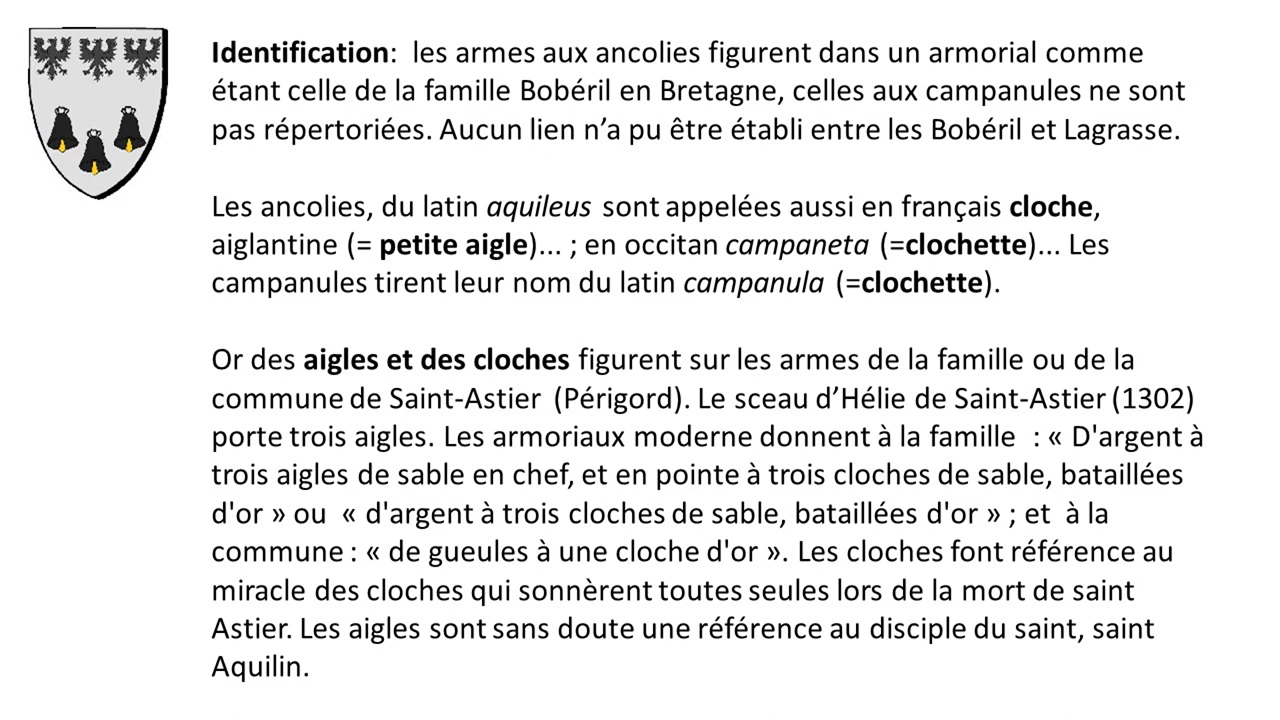 Identification:  les armes aux ancolies figurent dans un armorial comme
étant celle de la famille Bobéril en Bretagne, celles aux campanules ne sont
pas répertoriées. Aucun lien n’a pu être établi entre les Bobéril et Lagrasse.
Les ancolies, du latin aquileus sont appelées aussi en français cloche,
aiglantine (= petite aigle)... ; en occitan campaneta (=clochette)... Les
campanules tirent leur nom du latin campanula (=clochette).
Or des aigles et des cloches figurent sur les armes de la famille ou de la
commune de Saint-Astier (Périgord). Le sceau d’Hélie de Saint-Astier (1302)
porte trois aigles. Les armoriaux moderne donnent à la famille : « D'argent à
trois aigles de sable en chef, et en pointe à trois cloches de sable, bataillées
d'or » ou « d'argent à trois cloches de sable, bataillées d'or » ; et à la
commune : « de gueules à une cloche d'or ». Les cloches font référence au
miracle des cloches qui sonnèrent toutes seules lors de la mort de saint
Astier. Les aigles sont sans doute une référence au disciple du saint, saint
Aquilin.